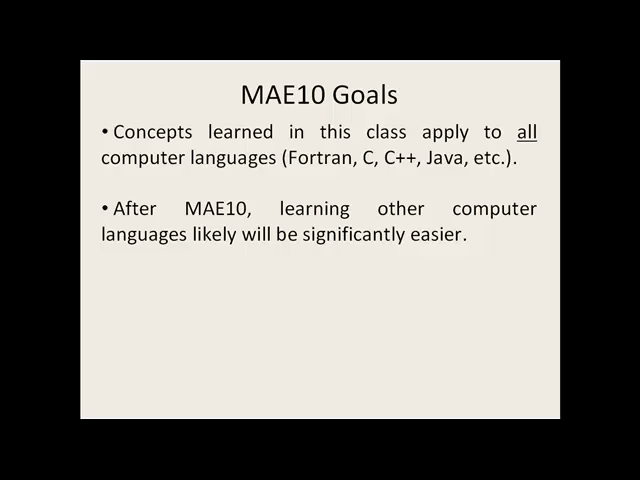 MAE10 Goals
• Concepts learned in this class apply to all
computer languages (Fortran, C, C++, Java, etc.).
• After MAE10, learning other computer
languages likely will be significantly easier.